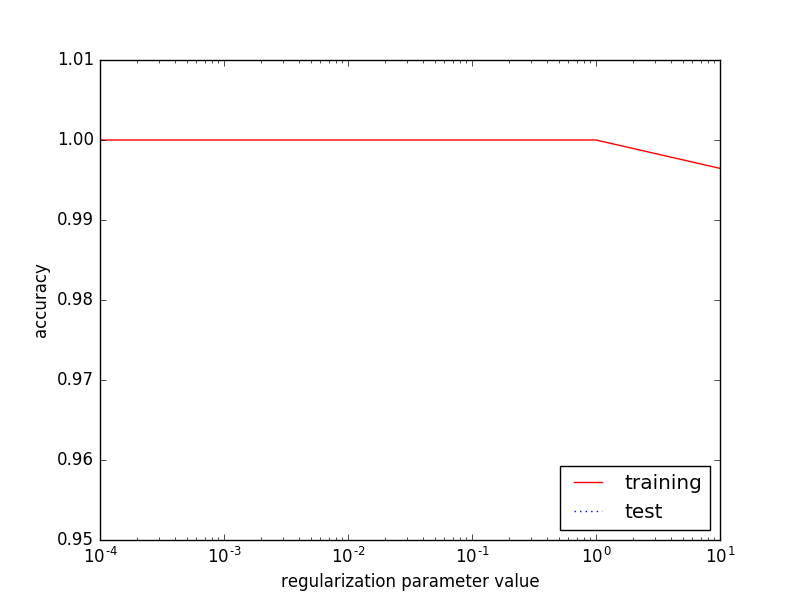 1.01
1.00
0.99
0.98
0.97
0.96
0.95
accuracy
training
test
10^-4 10^-3 10^-2 10^-1 10^0 10^1
regularization parameter value